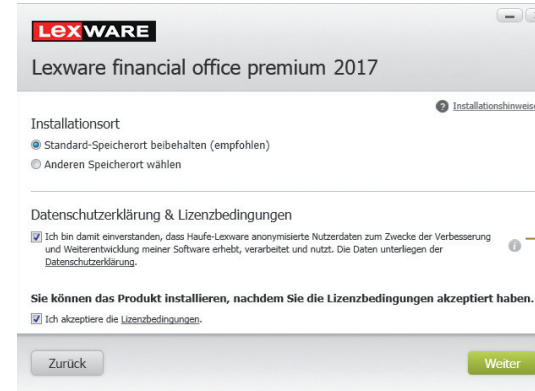 LEXWARE
Lexware financial office premium 2017
Installationshinweise
Installationsort
Standard-Speicherort beibehalten (empfohlen)
Anderen Speicherort wählen
Datenschutzerklärung & Lizenzbedingungen
Ich bin damit einverstanden, dass Haufe-Lexware anonymisierte Nutzerdaten zum Zwecke der Verbesserung
und Weiterentwicklung meiner Software erhebt, verarbeitet und nutzt. Die Daten unterliegen der
Datenschutzerklärung.
Sie können das Produkt installieren, nachdem Sie die Lizenzbedingungen akzeptiert haben.
Ich akzeptiere die Lizenzbedingungen.
Zurück
Weiter